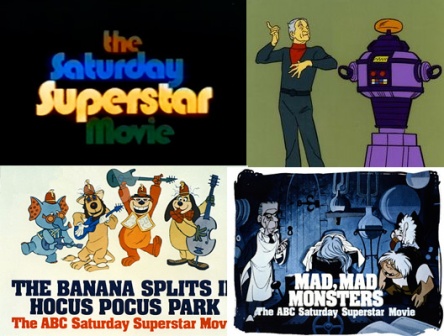 the
Saturday
Superstar
Movie
THE BANANA SPLITS I
HOCUS POCUS PARK
The ABC Saturday Superstar Mov
MAD, MAD
MONSTERS
The ABC Saturday Superstar Movie